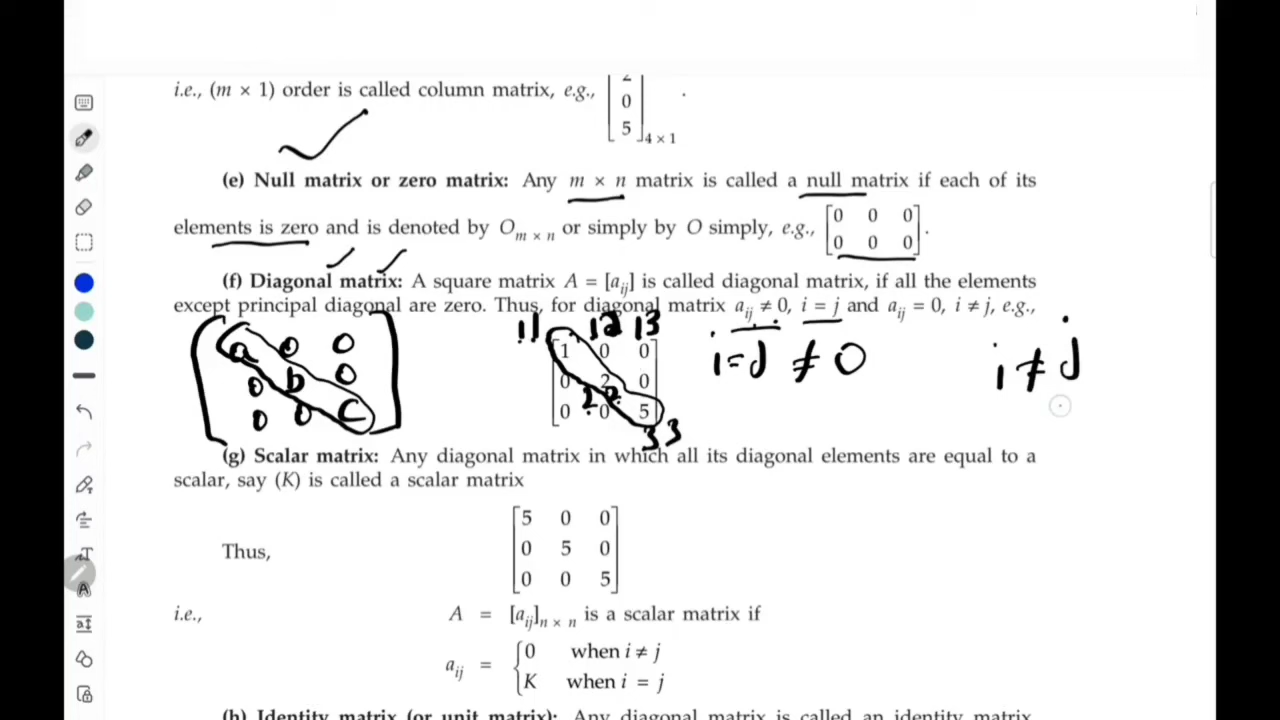 i.e., (m × 1) order is called column matrix, e.g., [0 5]4 × 1 .
(e) Null matrix or zero matrix: Any m × n matrix is called a null matrix if each of its
elements is zero and is denoted by Om × n or simply by O simply, e.g., [0 0 0
0 0 0].
(f) Diagonal matrix: A square matrix A = [aij] is called diagonal matrix, if all the elements
except principal diagonal are zero. Thus, for diagonal matrix aij ≠ 0, i = j and aij = 0, i ≠ j, e.g.,
11 12 13
a 0 0
0 b 0
0 0 c
1 0 0
0 2 0
0 0 5
22
33
i=j ≠ 0
i ≠ j
(g) Scalar matrix: Any diagonal matrix in which all its diagonal elements are equal to a
scalar, say (K) is called a scalar matrix
Thus,
5 0 0
0 5 0
0 0 5
i.e., A = [aij]n × n is a scalar matrix if
aij = {0 when i ≠ j
K when i = j
(h) Identity matrix (or unit matrix): Any diagonal matrix is called an identity matrix,